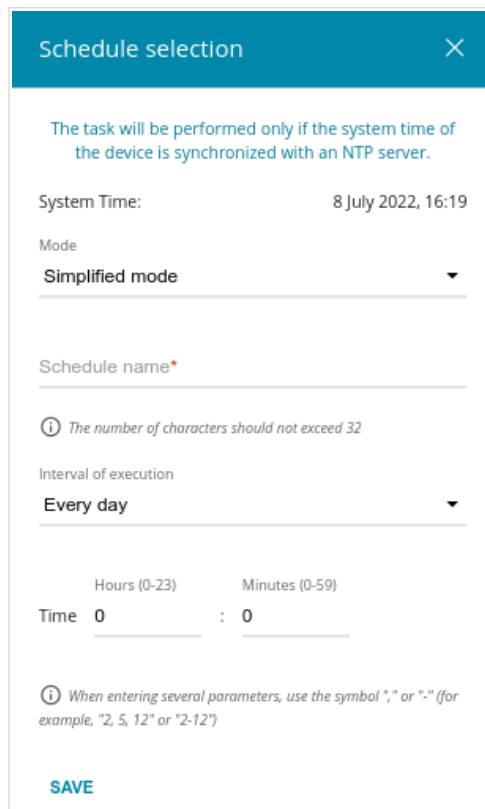 Schedule selection
The task will be performed only if the system time of
the device is synchronized with an NTP server.
System Time: 8 July 2022, 16:19
Mode
Simplified mode
Schedule name*
The number of characters should not exceed 32
Interval of execution
Every day
Hours (0-23) Minutes (0-59)
Time 0 : 0
When entering several parameters, use the symbol "," or "-" (for
example, "2, 5, 12" or "2-12")
SAVE